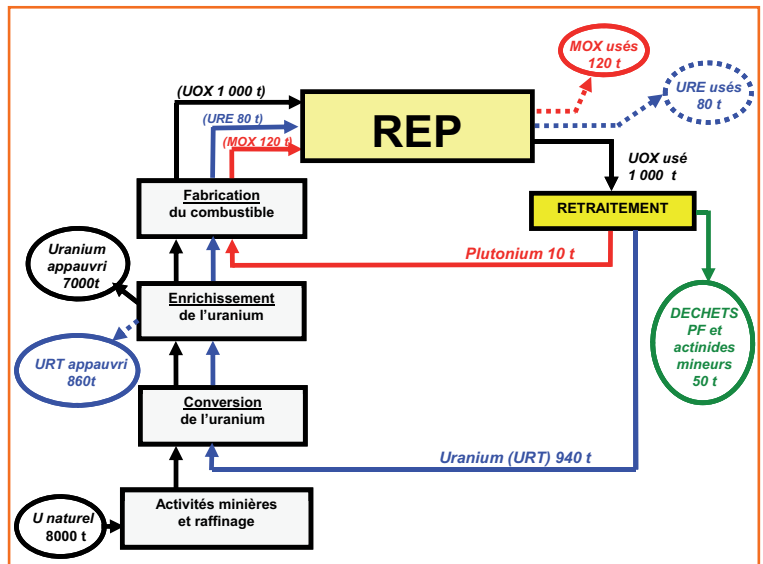 MOX usés
120 t
URE usés
80 t
(UOX 1 000 t)
(URE 80 t)
(MOX 120 t)
REP
UOX usé
1 000 t
Fabrication
du combustible
RETRAITEMENT
Uranium
appauvri
7000t
Plutonium 10 t
Enrichissement
de l'uranium
DECHETS
PF et
actinides
mineurs
50 t
URT appauvri
860t
Conversion
de l'uranium
Uranium (URT) 940 t
Activités minières
et raffinage
U naturel
8000 t